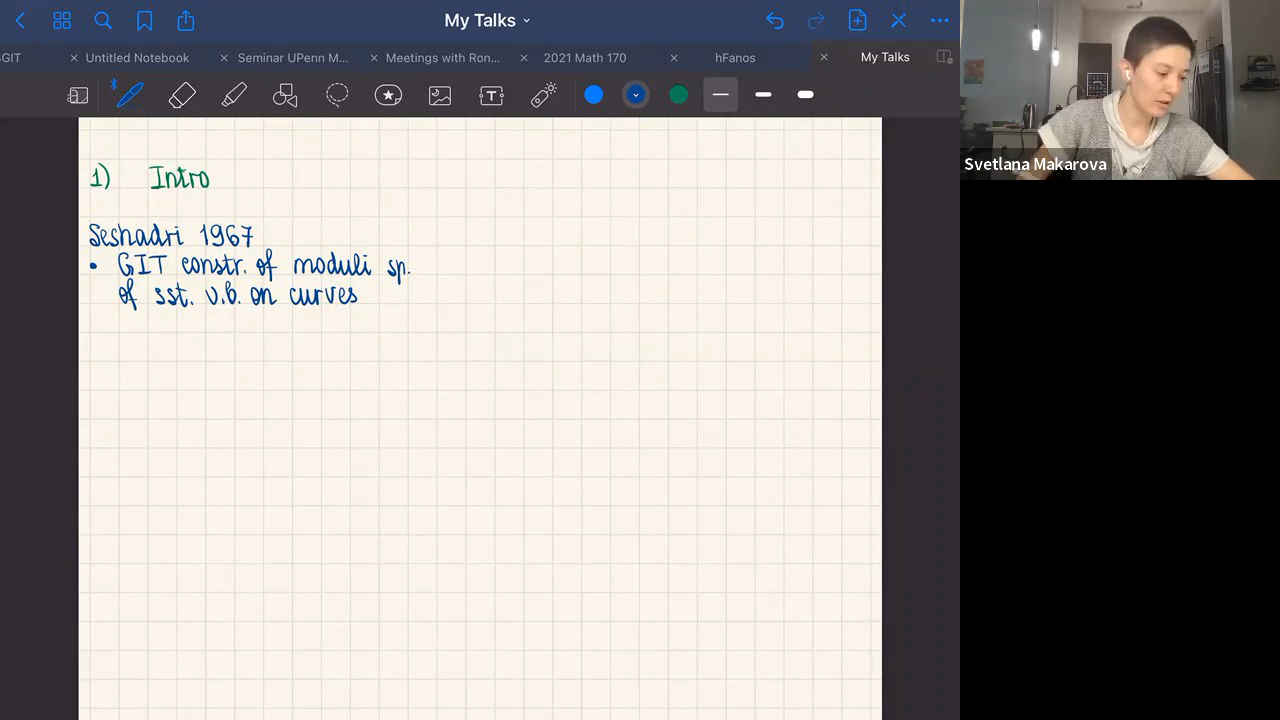 My Talks
GIT
Untitled Notebook
Seminar UPenn M...
Meetings with Ron...
2021 Math 170
hFanos
My Talks
T
1) Intro
Seshadri 1967
• GIT constr. of moduli sp.
of sst. v.b. on curves
Svetlana Makarova